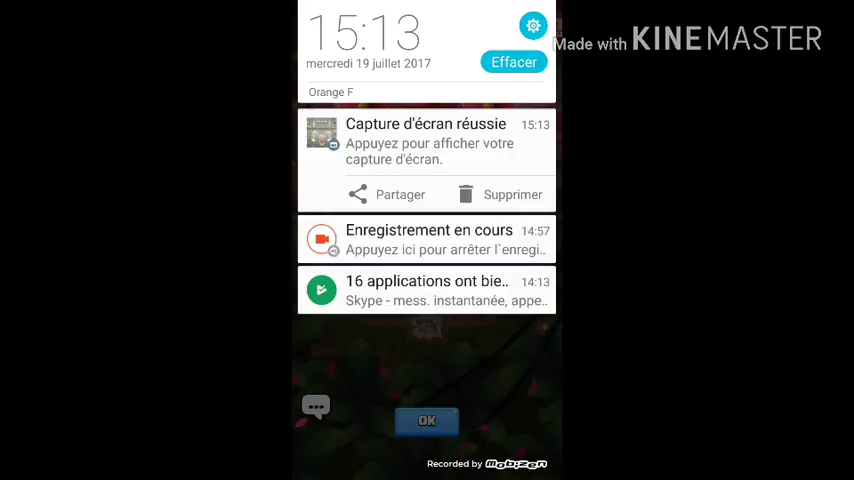 15:13
Made with KINEMASTER
mercredi 19 juillet 2017
Effacer
Orange F
Capture d'écran réussie 15:13
Appuyez pour afficher votre
capture d'écran.
Partager Supprimer
Enregistrement en cours 14:57
Appuyez ici pour arrêter l`enregi..
16 applications ont bie.. 14:13
Skype - mess. instantanée, appe..
OK
Recorded by mobizen